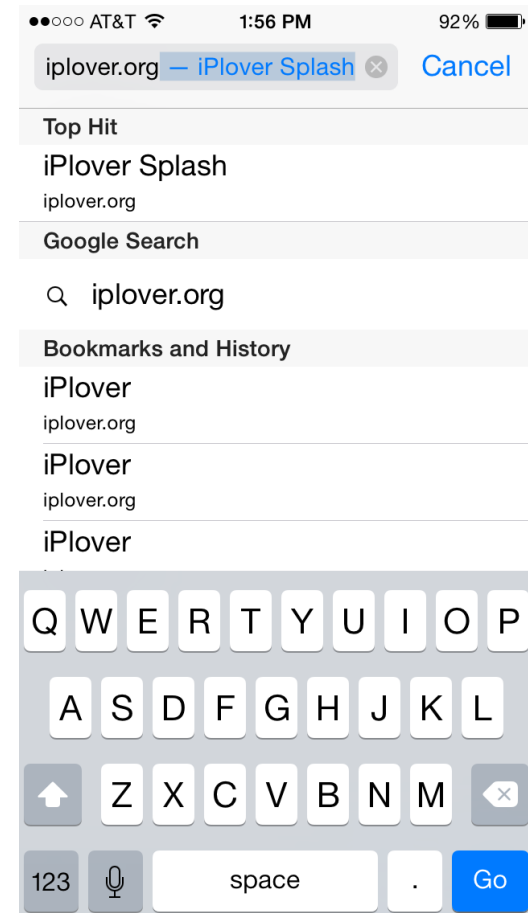 AT&T 1:56 PM 92%
iplover.org — iPlover Splash Cancel
Top Hit
iPlover Splash
iplover.org
Google Search
iplover.org
Bookmarks and History
iPlover
iplover.org
iPlover
iplover.org
iPlover
Q W E R T Y U I O P
A S D F G H J K L
Z X C V B N M
123 space . Go